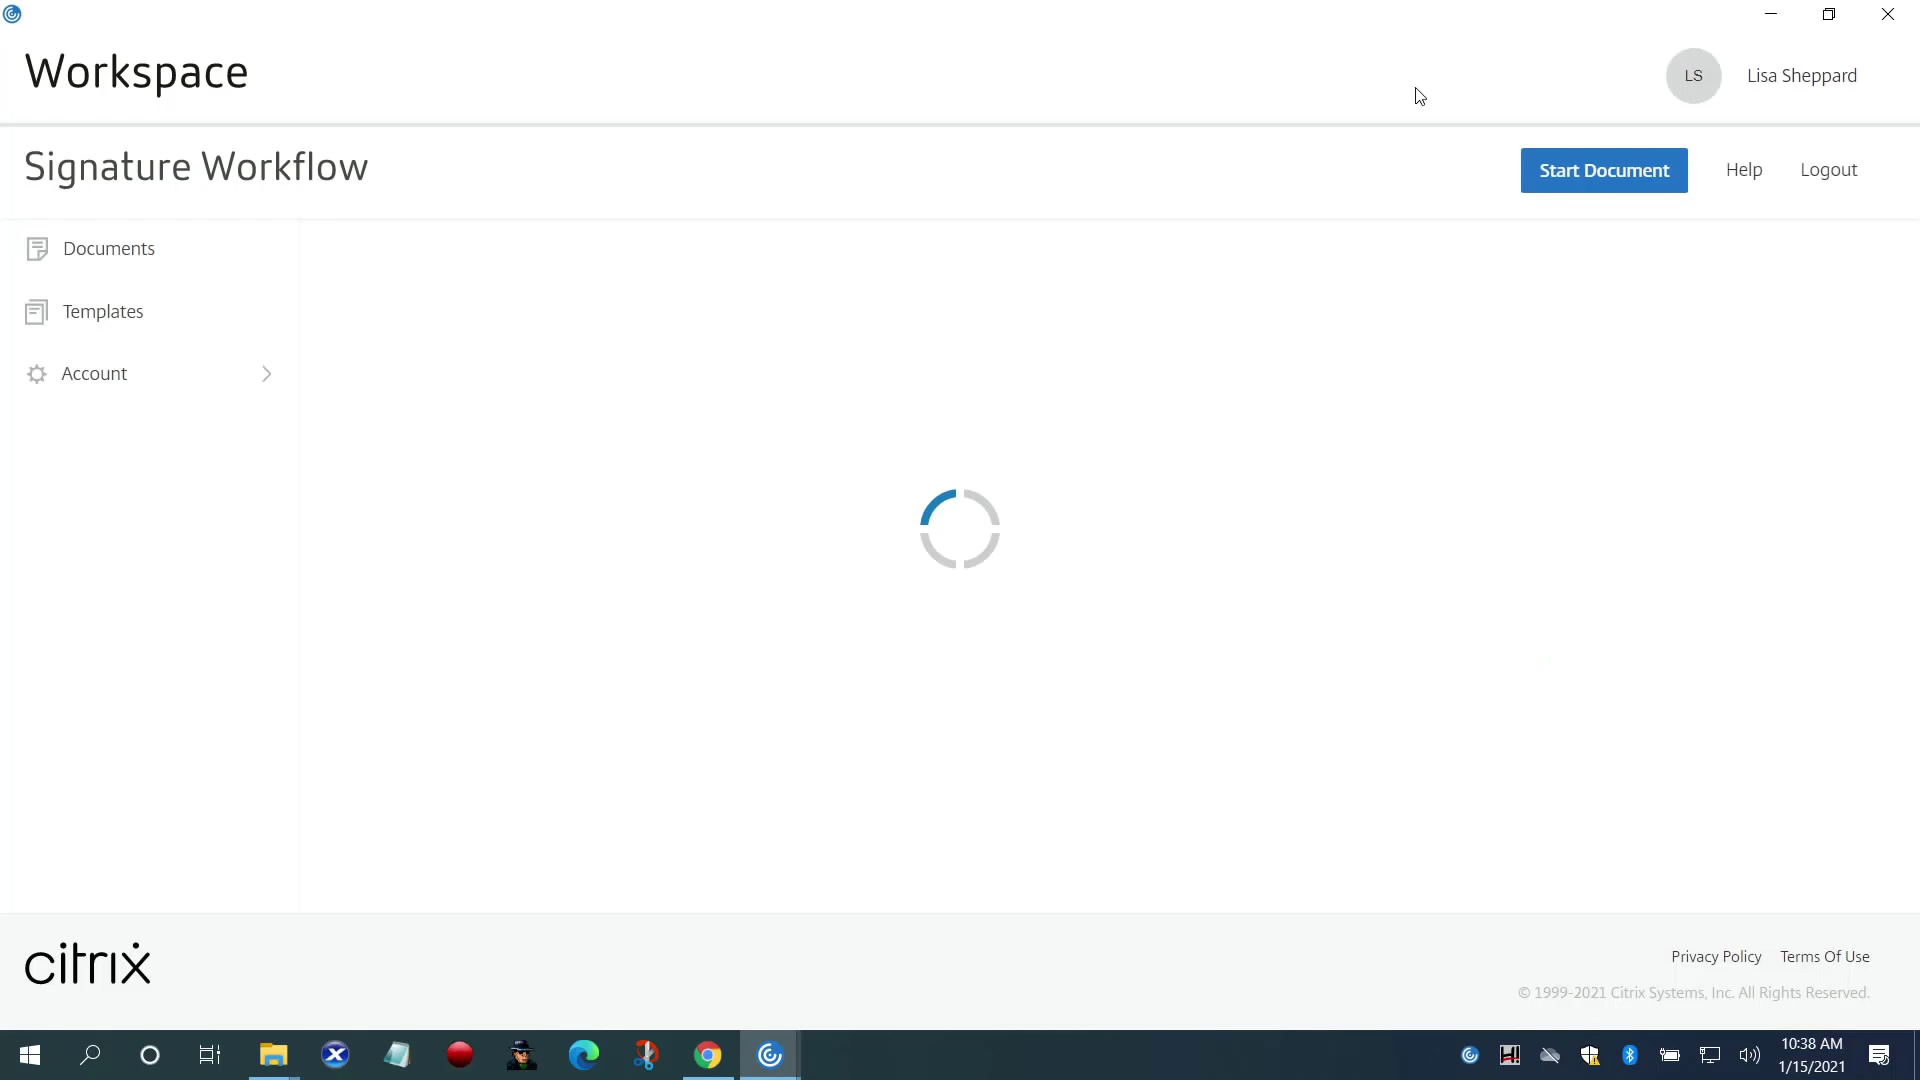 Workspace
LS
Lisa Sheppard
Signature Workflow
Start Document
Help
Logout
Documents
Templates
Account
citrix
Privacy Policy
Terms Of Use
© 1999-2021 Citrix Systems, Inc. All Rights Reserved.
10:38 AM
1/15/2021